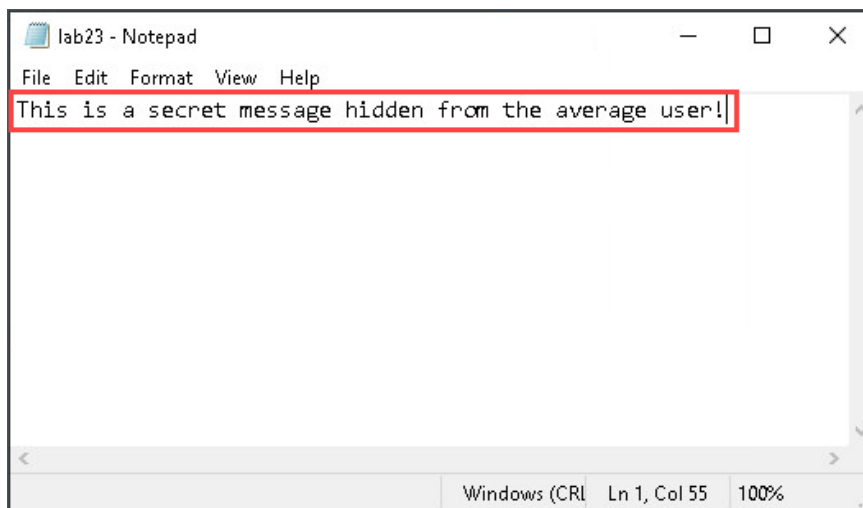 lab23 - Notepad
File Edit Format View Help
This is a secret message hidden from the average user!
Windows (CRL Ln 1, Col 55 100%